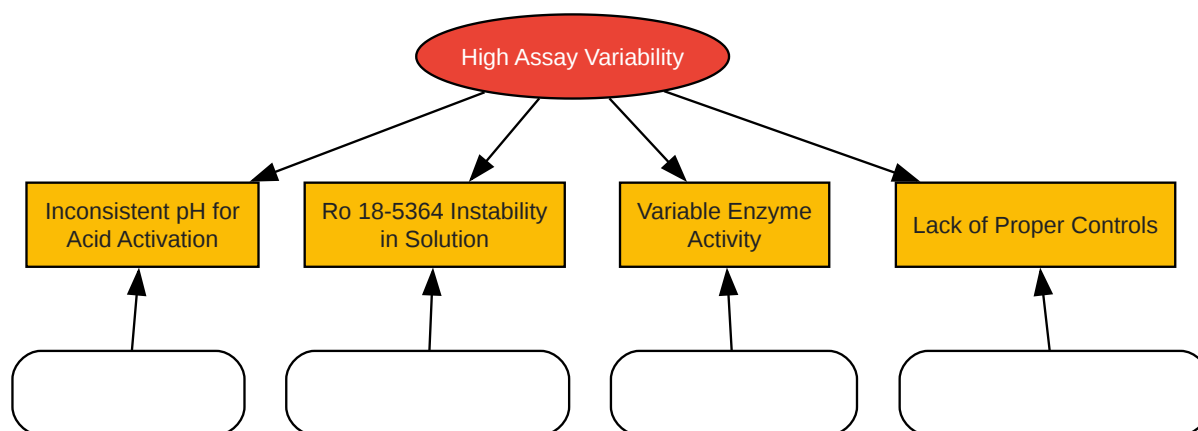 High Assay Variability
Inconsistent pH for
Acid Activation
Ro 18-5364 Instability
in Solution
Variable Enzyme
Activity
Lack of Proper Controls